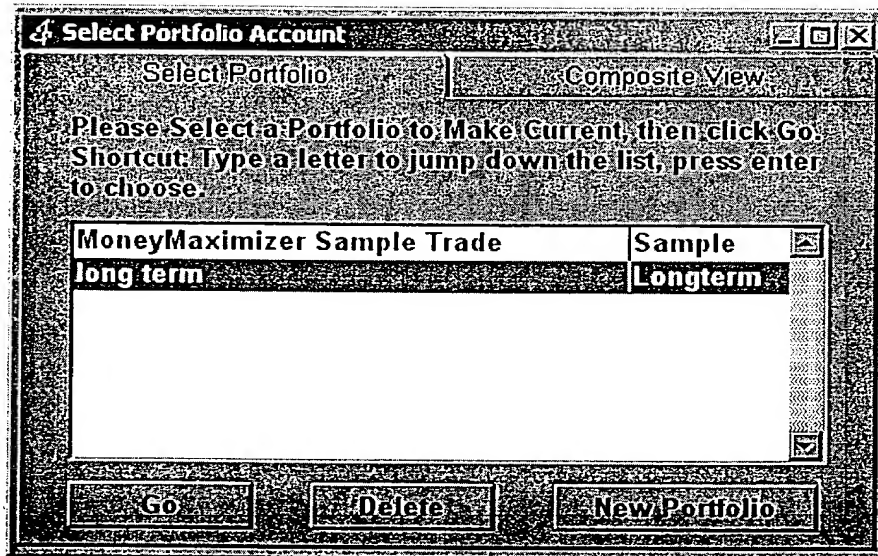 Select Portfolio Account
Select Portfolio Composite View
Please Select a Portfolio to Make Current, then click Go.
Shortcut: Type a letter to jump down the list, press enter
to choose.
MoneyMaximizer Sample Trade Sample
long term Longterm
Go Delete New Portfolio